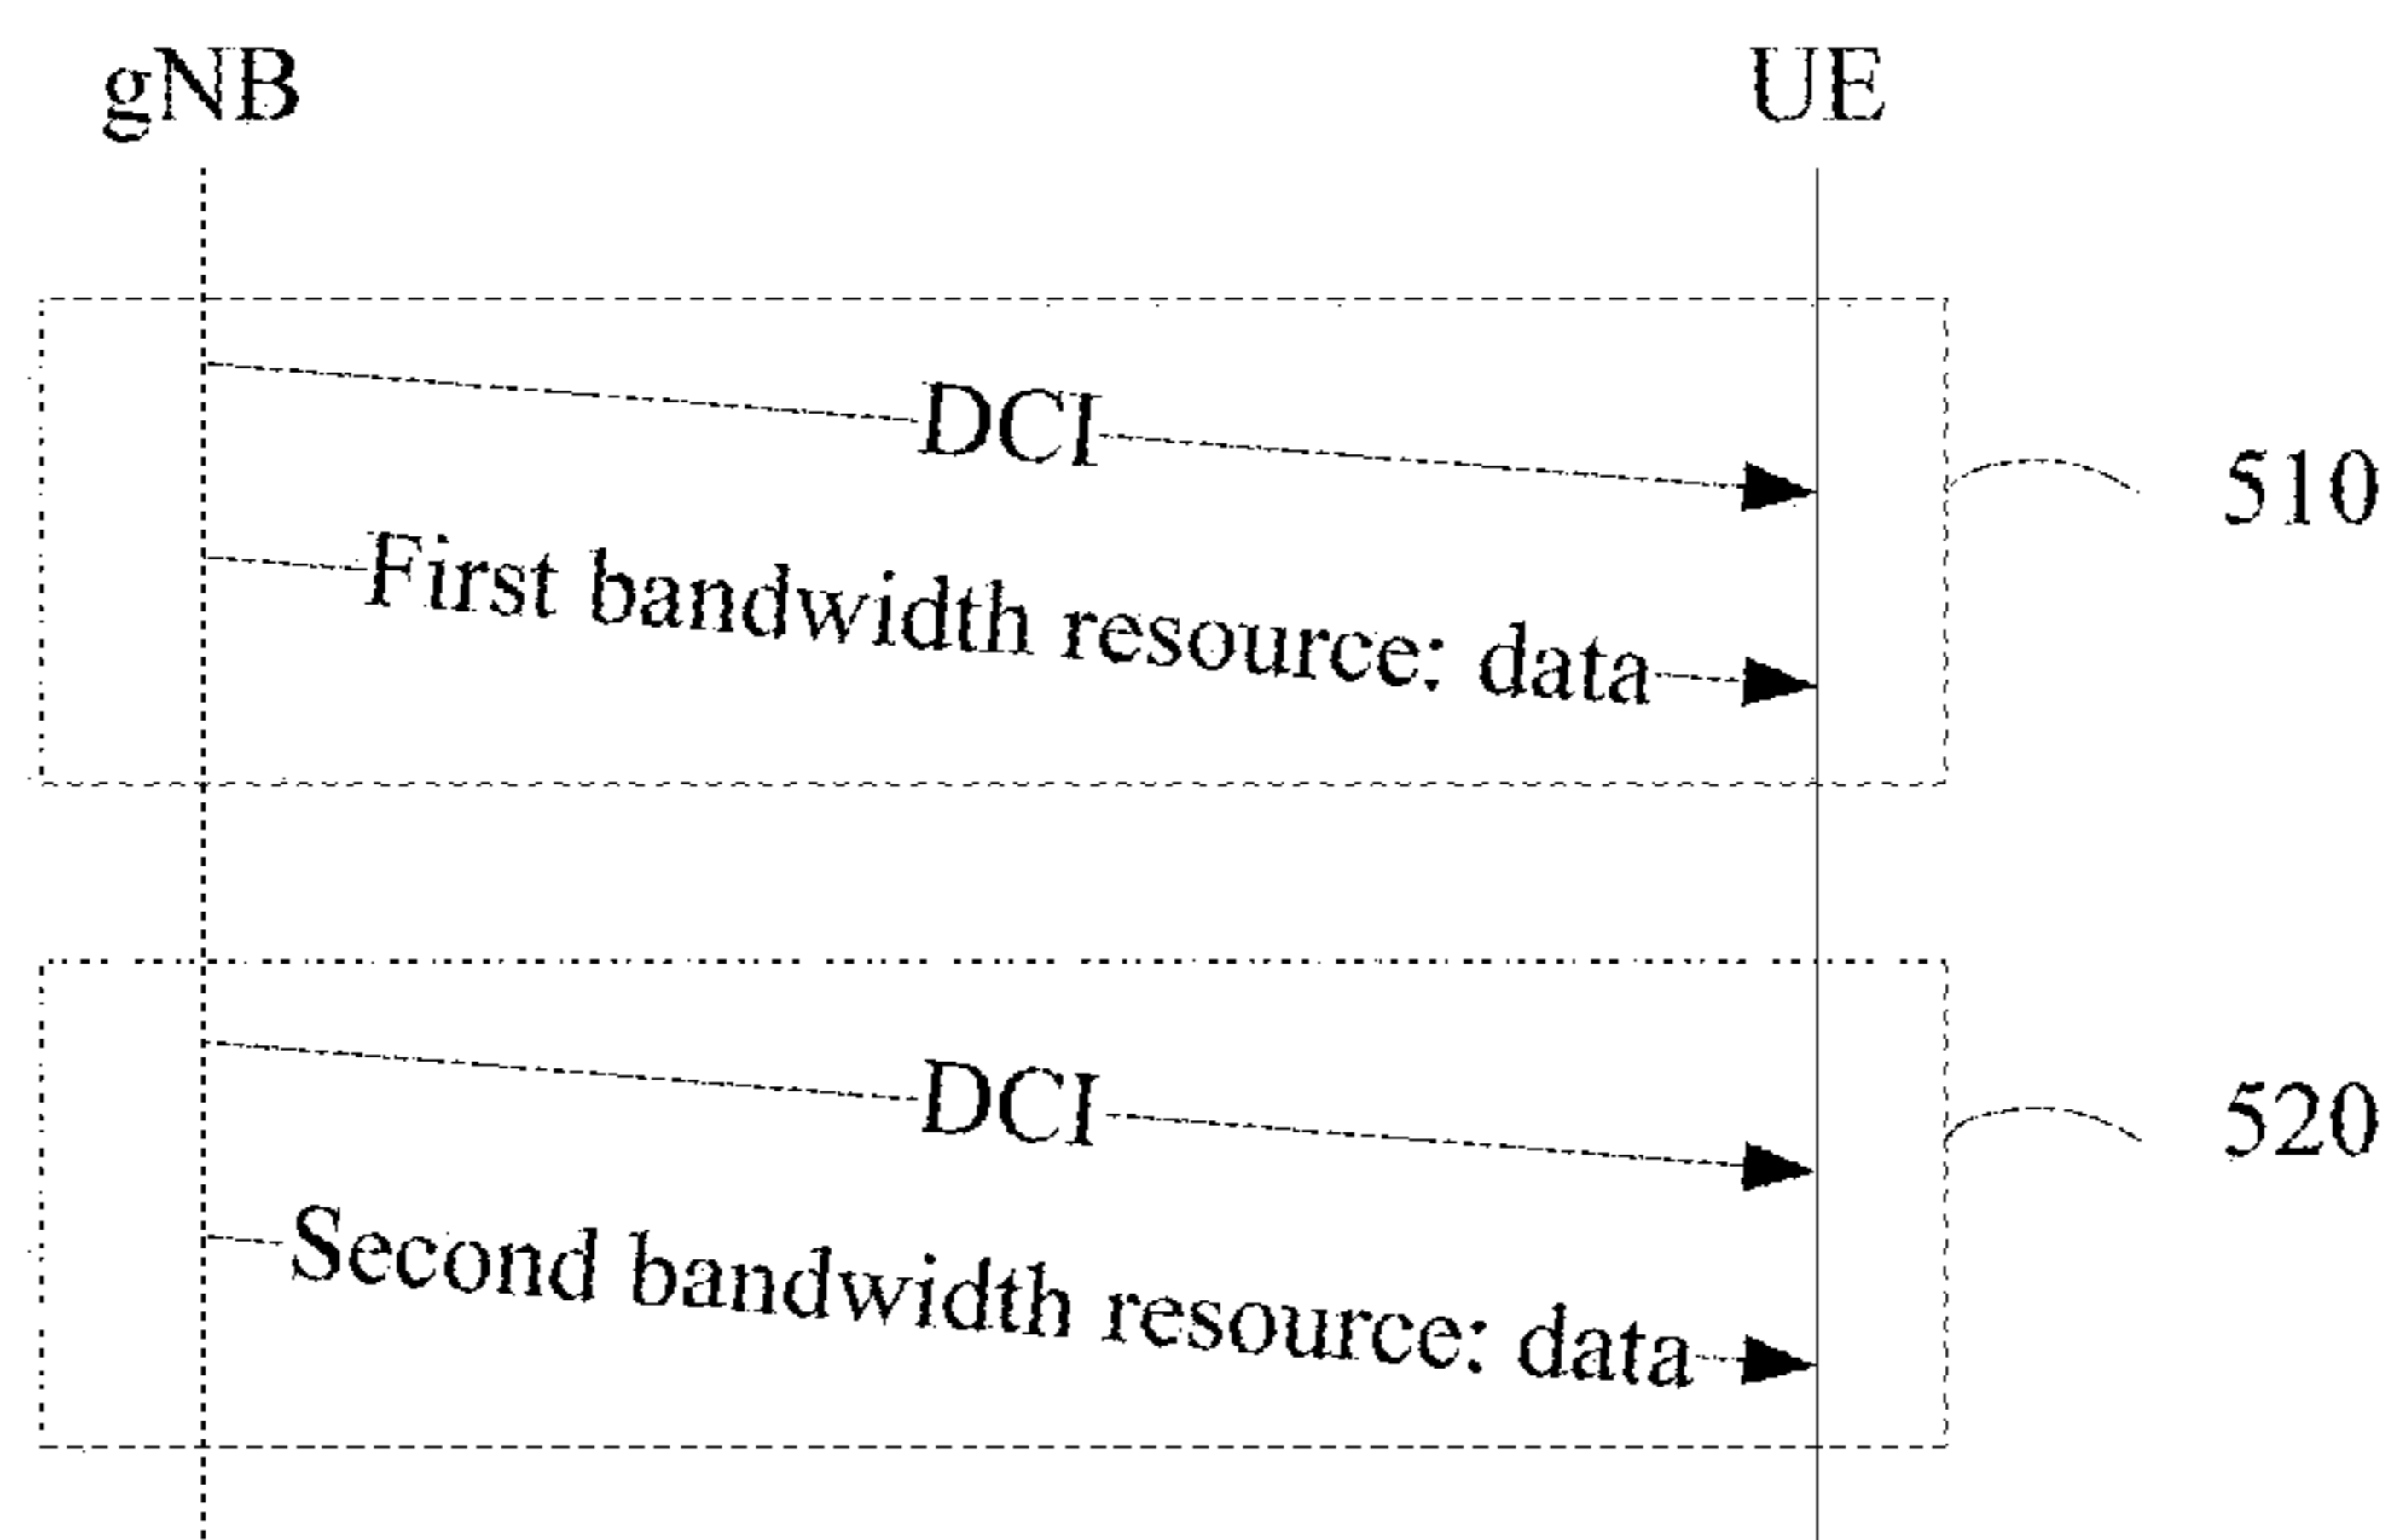 gNB
UE
DCI
510
First bandwidth resource: data
DCI
520
Second bandwidth resource: data